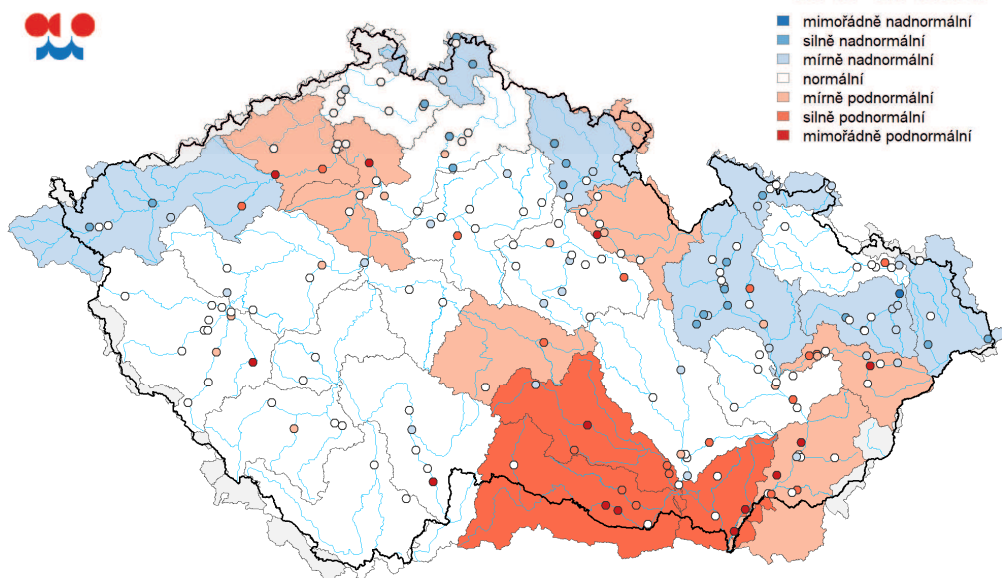 mimořádně nadnormální
silně nadnormální
mírně nadnormální
normální
mírně podnormální
silně podnormální
mimořádně podnormální